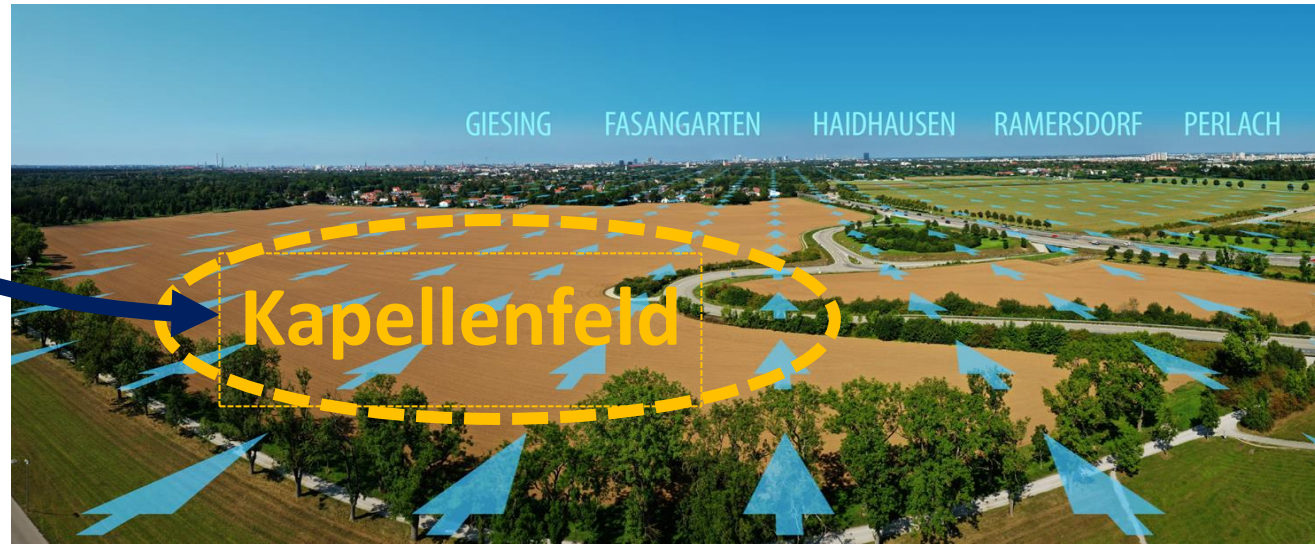 GIESING FASANGARTEN HAIDHAUSEN RAMERSDORF PERLACH
Kapellenfeld